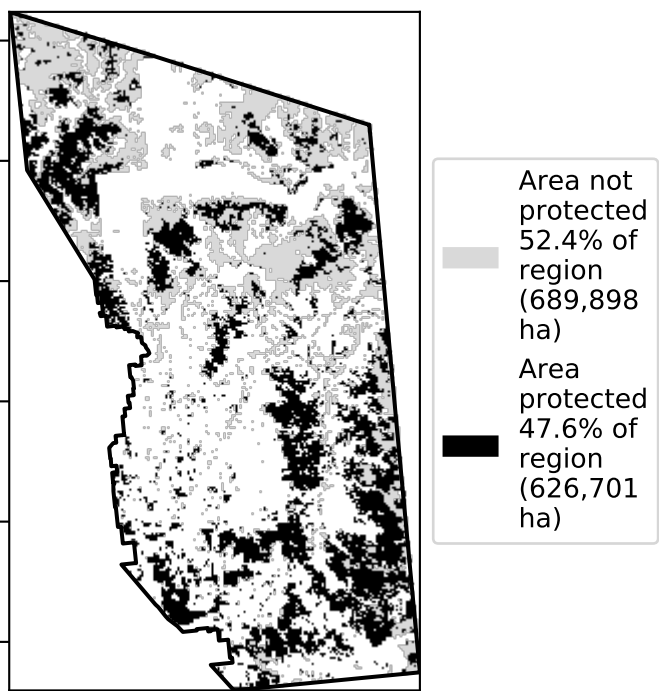 Area not
protected
52.4% of
region
(689,898
ha)
Area
protected
47.6% of
region
(626,701
ha)